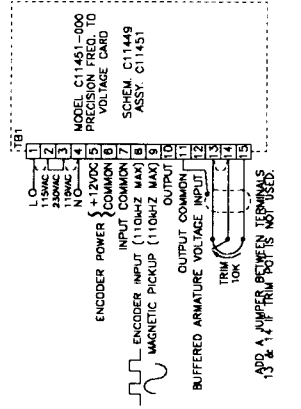 TB1
MODEL C11451-000
PRECISION FREQ. TO
VOLTAGE CARD
SCHEM. C11449
ASSY. C11451
L
N
115VAC
230VAC
115VAC
1
2
3
4
5
6
7
8
9
10
11
12
13
14
15
ENCODER POWER
+12VDC
COMMON
INPUT COMMON
ENCODER INPUT (110kHZ MAX)
MAGNETIC PICKUP (110kHZ MAX)
OUTPUT
OUTPUT COMMON
BUFFERED ARMATURE VOLTAGE INPUT
TRIM
10K
ADD A JUMPER BETWEEN TERMINALS
13 & 14 IF TRIM POT IS NOT USED.